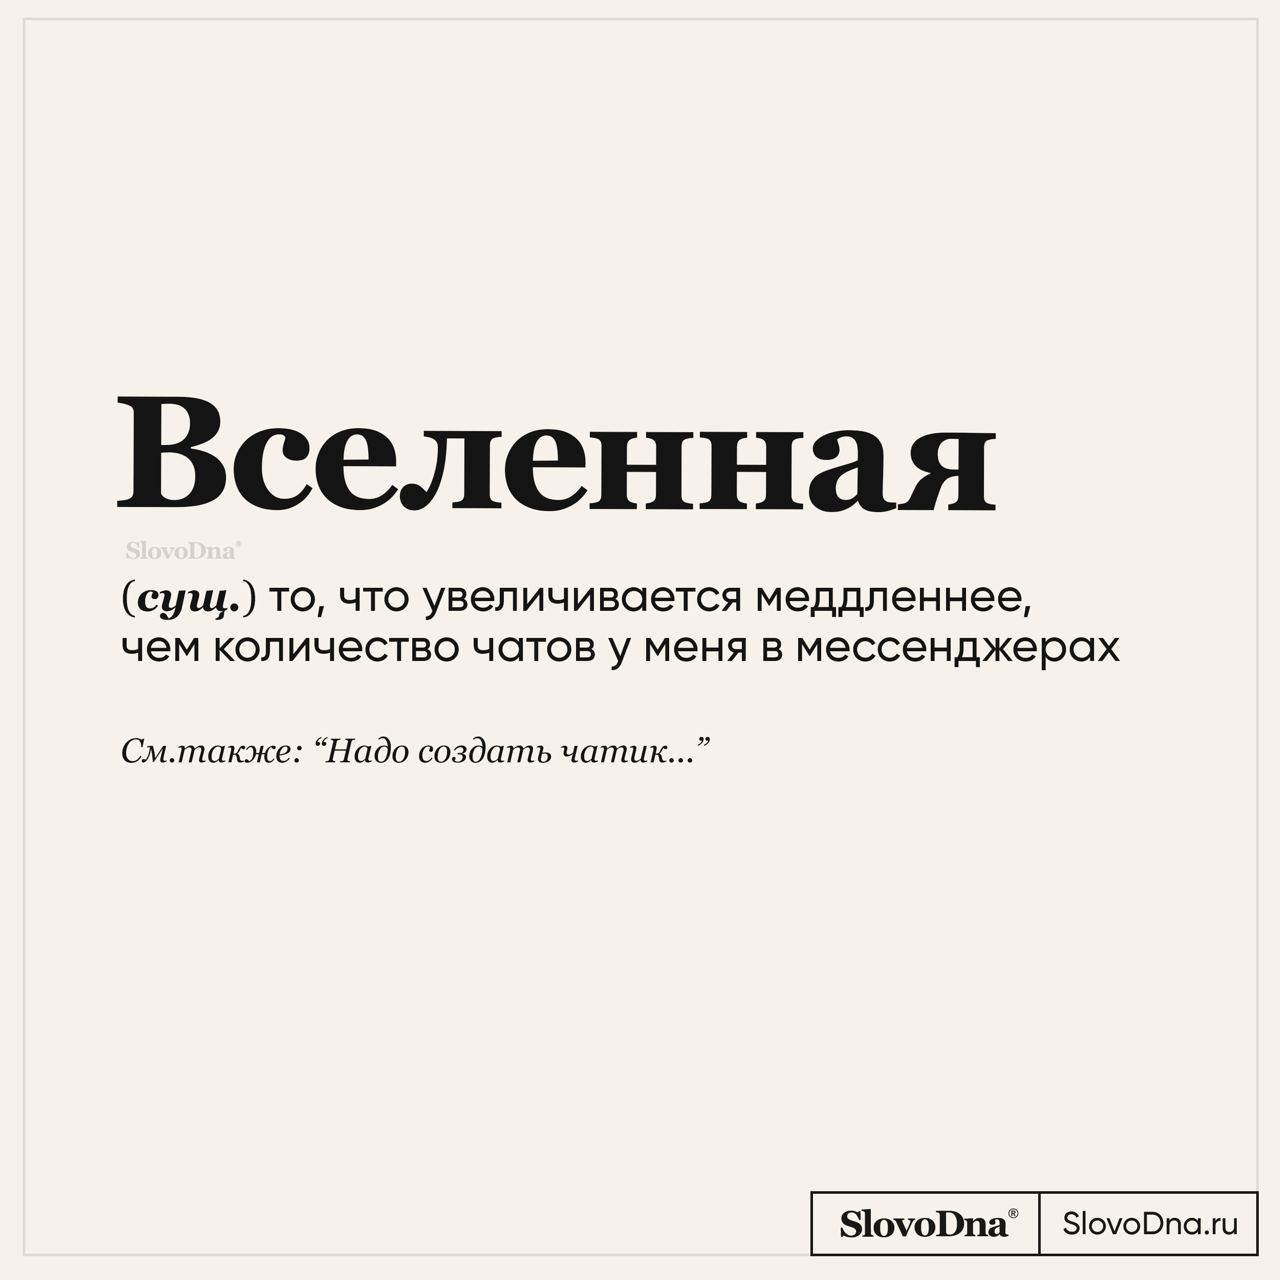 Вселенная
SlovoDna®
(сущ.) то, что увеличивается меддленнее,
чем количество чатов у меня в мессенджерах
См.также: “Надо создать чатик...”
SlovoDna® SlovoDna.ru